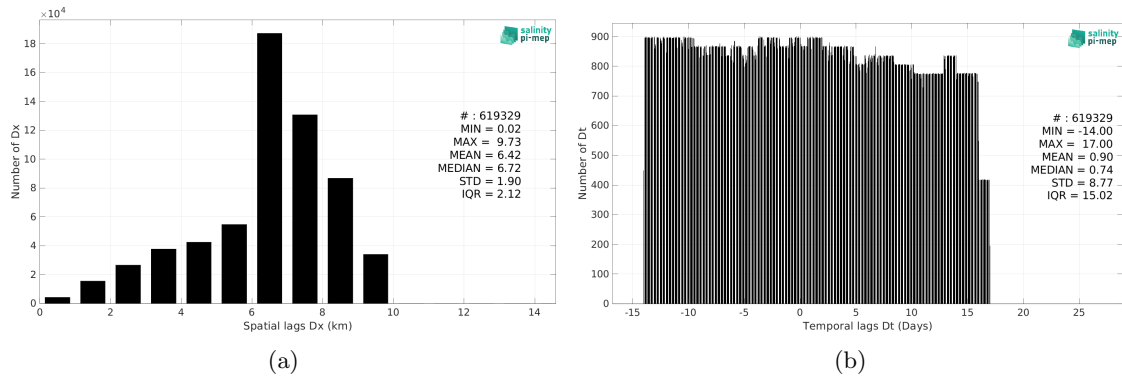 ×10⁴
18
16
14
12
10
8
6
4
2
0
Number of Dx
salinity
pi-mep
# : 619329
MIN = 0.02
MAX = 9.73
MEAN = 6.42
MEDIAN = 6.72
STD = 1.90
IQR = 2.12
0 2 4 6 8 10 12 14
Spatial lags Dx (km)
(a)
900
800
700
600
500
400
300
200
100
0
Number of Dt
salinity
pi-mep
# : 619329
MIN = -14.00
MAX = 17.00
MEAN = 0.90
MEDIAN = 0.74
STD = 8.77
IQR = 15.02
-15 -10 -5 0 5 10 15 20 25
Temporal lags Dt (Days)
(b)